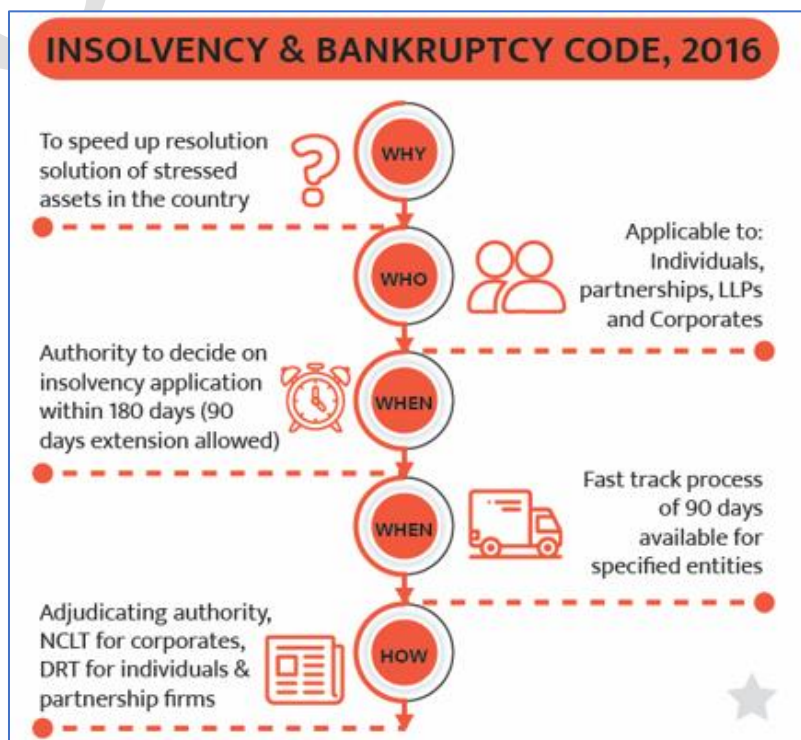 INSOLVENCY & BANKRUPTCY CODE, 2016
To speed up resolution
solution of stressed
assets in the country
?
WHY
WHO
Applicable to:
Individuals,
partnerships, LLPs
and Corporates
Authority to decide on
insolvency application
within 180 days (90
days extension allowed)
WHEN
WHEN
Fast track process
of 90 days
available for
specified entities
Adjudicating authority,
NCLT for corporates,
DRT for individuals &
partnership firms
HOW